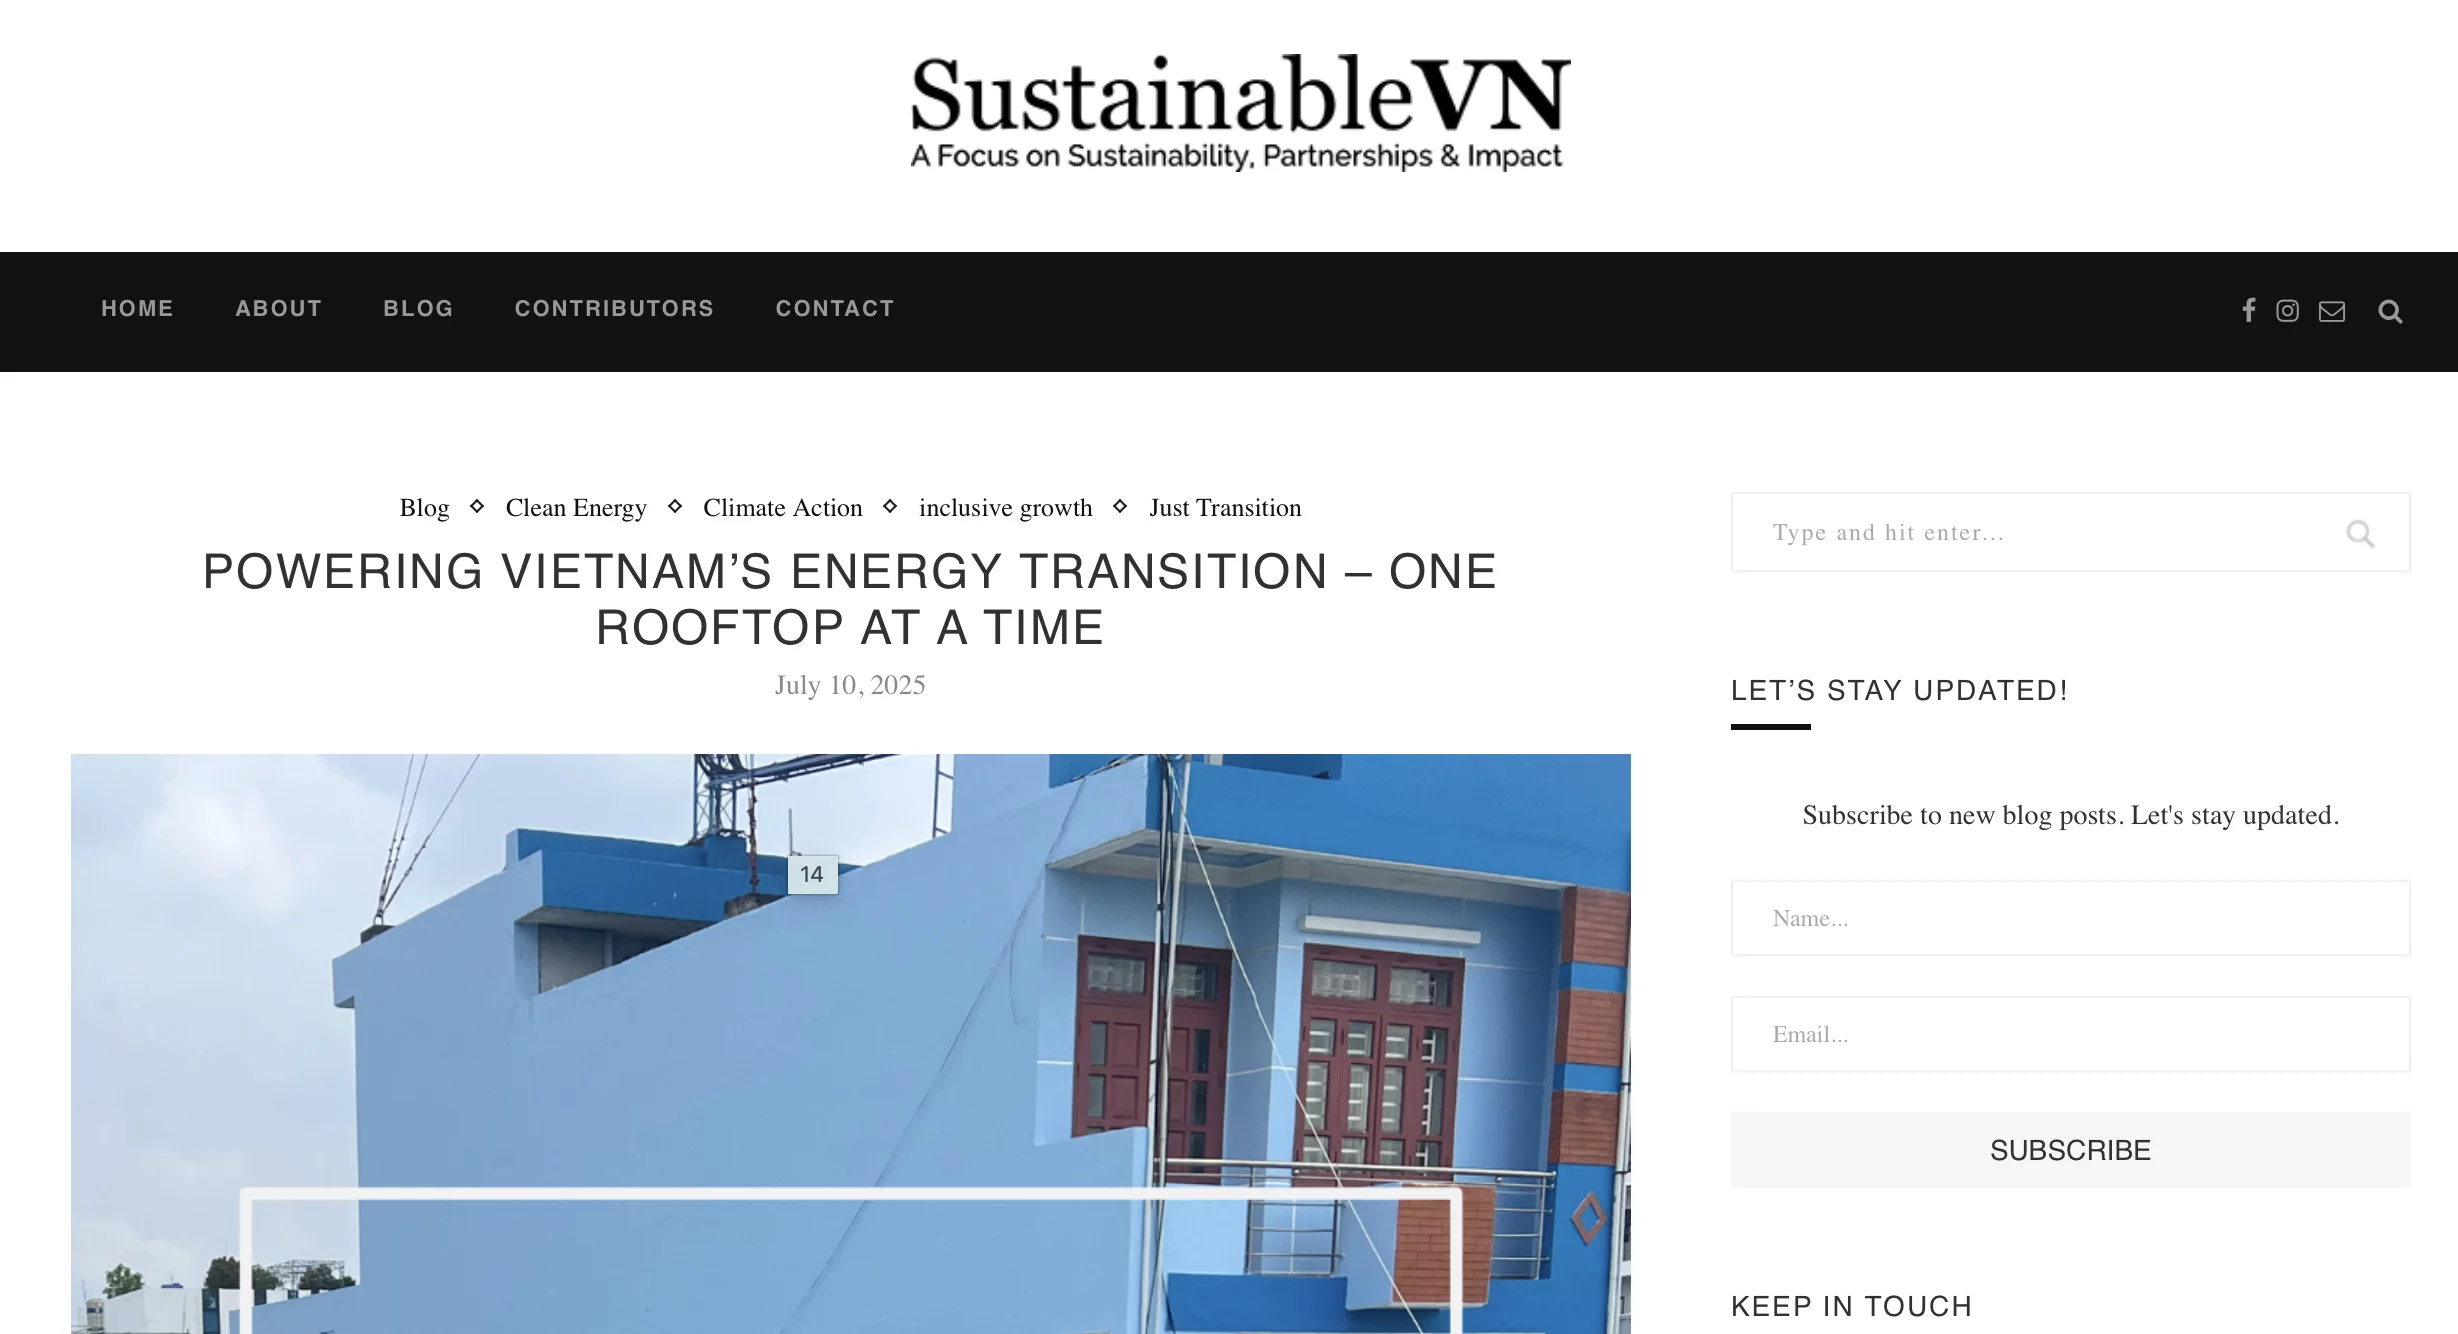 SustainableVN
A Focus on Sustainability, Partnerships & Impact
HOME ABOUT BLOG CONTRIBUTORS CONTACT
Blog ◇ Clean Energy ◇ Climate Action ◇ inclusive growth ◇ Just Transition
POWERING VIETNAM’S ENERGY TRANSITION – ONE
ROOFTOP AT A TIME
July 10, 2025
14
Type and hit enter...
LET’S STAY UPDATED!
Subscribe to new blog posts. Let's stay updated.
Name...
Email...
SUBSCRIBE
KEEP IN TOUCH